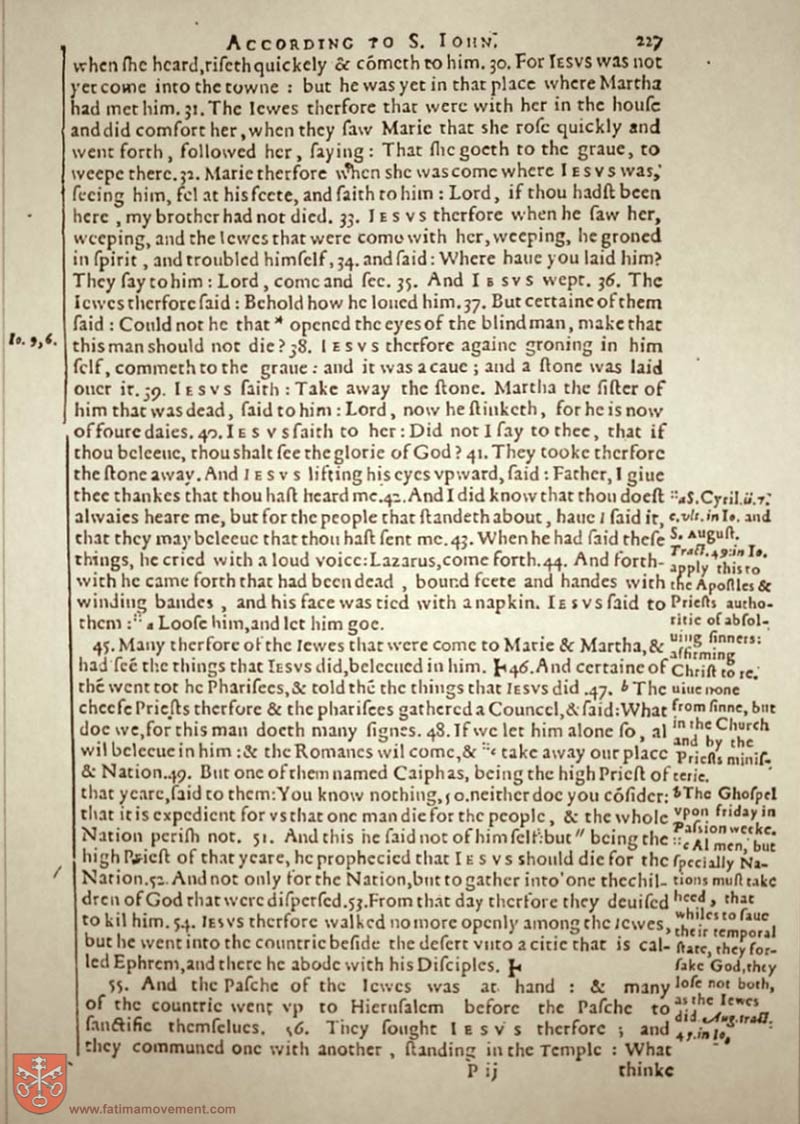 ACCORDING TO S. IOHN. 227
when ſhe heard, riſeth quickely & cómeth to him. 30. For IESVS was not
yet come into the towne : but he was yet in that place where Martha
had met him. 31. The Iewes therfore that were with her in the houſe
and did comfort her, when they ſaw Marie that she roſe quickly and
went forth, followed her, ſaying : That ſhe goeth to the graue, to
weepe there. 32. Marie therfore when she was come where IESVS was,
ſeeing him, fel at his feete, and ſaith to him : Lord, if thou hadſt been
here , my brother had not died. 33. IESVS therfore when he ſaw her,
weeping, and the Iewes that were come with her, weeping, he groned
in ſpirit , and troubled himſelf, 34. and ſaid : Where haue you laid him?
They ſay to him : Lord, come and ſee. 35. And IESVS wept. 36. The
Iewes therfore ſaid : Behold how he loued him. 37. But certaine of them
ſaid : Could not he that * opened the eyes of the blind man, make that
Io. 9,6.
this man should not die? 38. IESVS therfore againe groning in him
ſelf, commeth to the graue : and it was a caue ; and a ſtone was laid
ouer it. 39. IESVS ſaith : Take away the ſtone. Martha the ſiſter of
him that was dead, ſaid to him : Lord, now he ſtinketh, for he is now
of foure daies. 40. IESVS ſaith to her : Did not I ſay to thee, that if
thou beleeue, thou shalt ſee the glorie of God ? 41. They tooke therfore
the ſtone away. And IESVS lifting his eyes vpward, ſaid : Father, I giue
thee thankes that thou haſt heard me. 42. And I did know that thou doeſt
alwaies heare me, but for the people that ſtandeth about, haue I ſaid it,
that they may beleeue that thou haſt ſent me. 43. When he had ſaid theſe
things, he cried with a loud voice: Lazarus, come forth. 44. And forth-
with he came forth that had been dead , bound feete and handes with
winding bandes , and his face was tied with a napkin. IESVS ſaid to
them : :: a Looſe him, and let him goe.
45. Many therfore of the Iewes that were come to Marie & Martha, &
had ſeé the things that IESVS did, beleeued in him. 46. And certaine of
thé went tot he Phariſees, & told thé the things that IESVS did . 47. b The
cheefe Prieſts therfore & the phariſees gathered a Councel, & ſaid: What
doe we, for this man doeth many ſignes. 48. If we let him alone ſo, al
wil beleeue in him : & the Romanes wil come, & :: c take away our place
& Nation. 49. But one of them named Caiphas, being the high Prieſt of
that yeare, ſaid to them: You know nothing, 50. neither doe you cóſider:
that it is expedient for vs that one man die for the people, & the whole
Nation perish not. 51. And this he ſaid not of himſelf: but " being the
high Prieſt of that yeare, he prophecied that IESVS should die for the
Nation. 52. And not only for the Nation, but to gather into one the chil-
dren of God that were diſperſed. 53. From that day therfore they deuiſed
to kil him. 54. IESVS therfore walked no more openly among the Iewes,
but he went into the countrie beſide the deſert vnto a citie that is cal-
led Ephrem, and there he abode with his Diſciples.
55. And the Paſche of the Iewes was at hand : & many
of the countrie went vp to Hieruſalem before the Paſche to
ſanctifie themſelues. 56. They ſought IESVS therfore ; and
they communed one with another , ſtanding in the Temple : What
P ij thinke
:: a S. Cyril. li. 7.
c. vlt. in Io. and
S. Auguſt.
Tract. 49. in Io.
apply this to
the Apoſtles &
Prieſts autho-
ritie of abſol-
uing ſinners:
affirming
Chriſt to re-
uiue none
from ſinne, but
in the Church
and by the
Prieſts miniſ-
terie.
b The Ghoſpel
vpon friday in
Paſsion weeke.
:: c Al men, but
ſpecially Na-
tions muſt take
heed , that
whiles to ſaue
their temporal
ſtate, they for-
ſake God, they
loſe not both,
as the Iewes
did. Aug. tract.
49. in Io,
www.fatimamovement.com